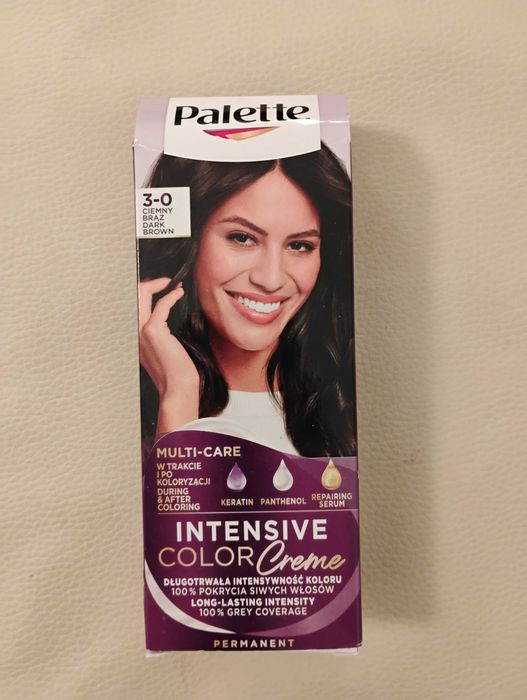 Palette
3-0
CIEMNY
BRĄZ
DARK
BROWN
MULTI-CARE
W TRAKCIE
I PO
KOLORYZACJI
DURING
& AFTER
COLORING
KERATIN
PANTHENOL
REPAIRING
SERUM
INTENSIVE
COLOR Creme
DŁUGOTRWAŁA INTENSYWNOŚĆ KOLORU
100% POKRYCIA SIWYCH WŁOSÓW
LONG-LASTING INTENSITY
100% GREY COVERAGE
PERMANENT